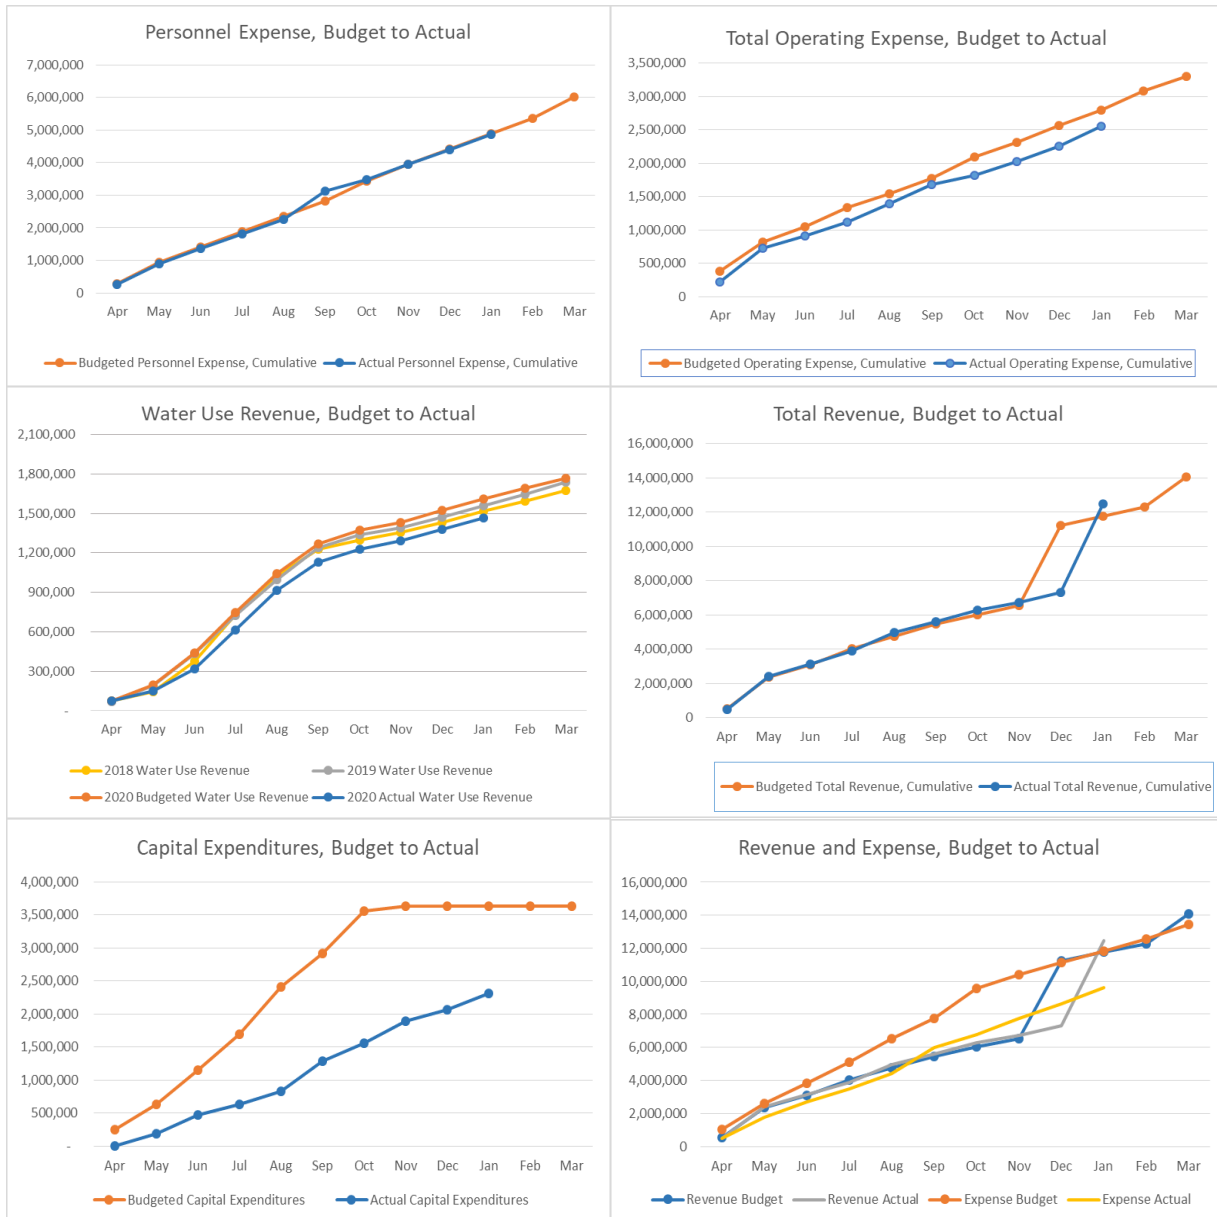 Personnel Expense, Budget to Actual
7,000,000
6,000,000
5,000,000
4,000,000
3,000,000
2,000,000
1,000,000
0
Apr May Jun Jul Aug Sep Oct Nov Dec Jan Feb Mar
Budgeted Personnel Expense, Cumulative Actual Personnel Expense, Cumulative
Total Operating Expense, Budget to Actual
3,500,000
3,000,000
2,500,000
2,000,000
1,500,000
1,000,000
500,000
0
Apr May Jun Jul Aug Sep Oct Nov Dec Jan Feb Mar
Budgeted Operating Expense, Cumulative Actual Operating Expense, Cumulative
Water Use Revenue, Budget to Actual
2,100,000
1,800,000
1,500,000
1,200,000
900,000
600,000
300,000
-
Apr May Jun Jul Aug Sep Oct Nov Dec Jan Feb Mar
2018 Water Use Revenue 2019 Water Use Revenue
2020 Budgeted Water Use Revenue 2020 Actual Water Use Revenue
Total Revenue, Budget to Actual
16,000,000
14,000,000
12,000,000
10,000,000
8,000,000
6,000,000
4,000,000
2,000,000
0
Apr May Jun Jul Aug Sep Oct Nov Dec Jan Feb Mar
Budgeted Total Revenue, Cumulative Actual Total Revenue, Cumulative
Capital Expenditures, Budget to Actual
4,000,000
3,500,000
3,000,000
2,500,000
2,000,000
1,500,000
1,000,000
500,000
-
Apr May Jun Jul Aug Sep Oct Nov Dec Jan Feb Mar
Budgeted Capital Expenditures Actual Capital Expenditures
Revenue and Expense, Budget to Actual
16,000,000
14,000,000
12,000,000
10,000,000
8,000,000
6,000,000
4,000,000
2,000,000
0
Apr May Jun Jul Aug Sep Oct Nov Dec Jan Feb Mar
Revenue Budget Revenue Actual Expense Budget Expense Actual